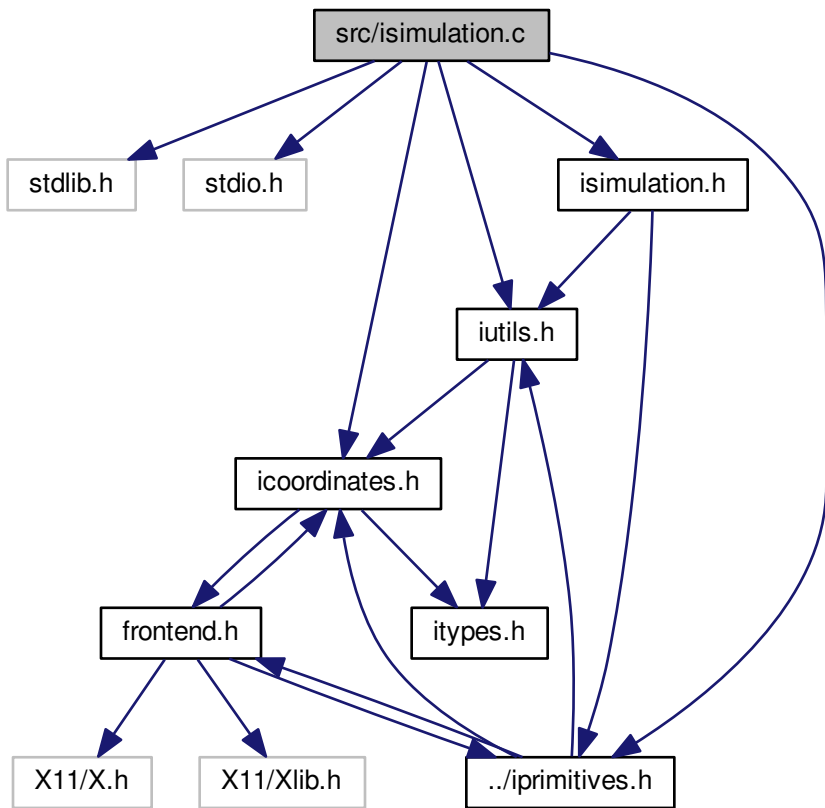 src/isimulation.c
stdlib.h
stdio.h
isimulation.h
iutils.h
icoordinates.h
frontend.h
itypes.h
X11/X.h
X11/Xlib.h
../iprimitives.h